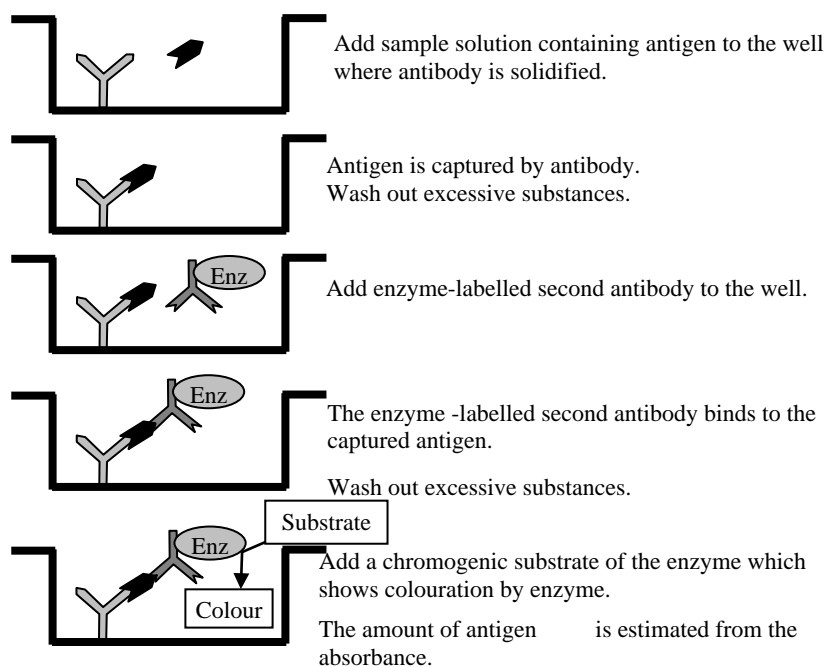 Add sample solution containing antigen to the well
where antibody is solidified.
Antigen is captured by antibody.
Wash out excessive substances.
Enz
Add enzyme-labelled second antibody to the well.
Enz
The enzyme -labelled second antibody binds to the
captured antigen.
Wash out excessive substances.
Substrate
Enz
Add a chromogenic substrate of the enzyme which
shows colouration by enzyme.
Colour
The amount of antigen is estimated from the
absorbance.